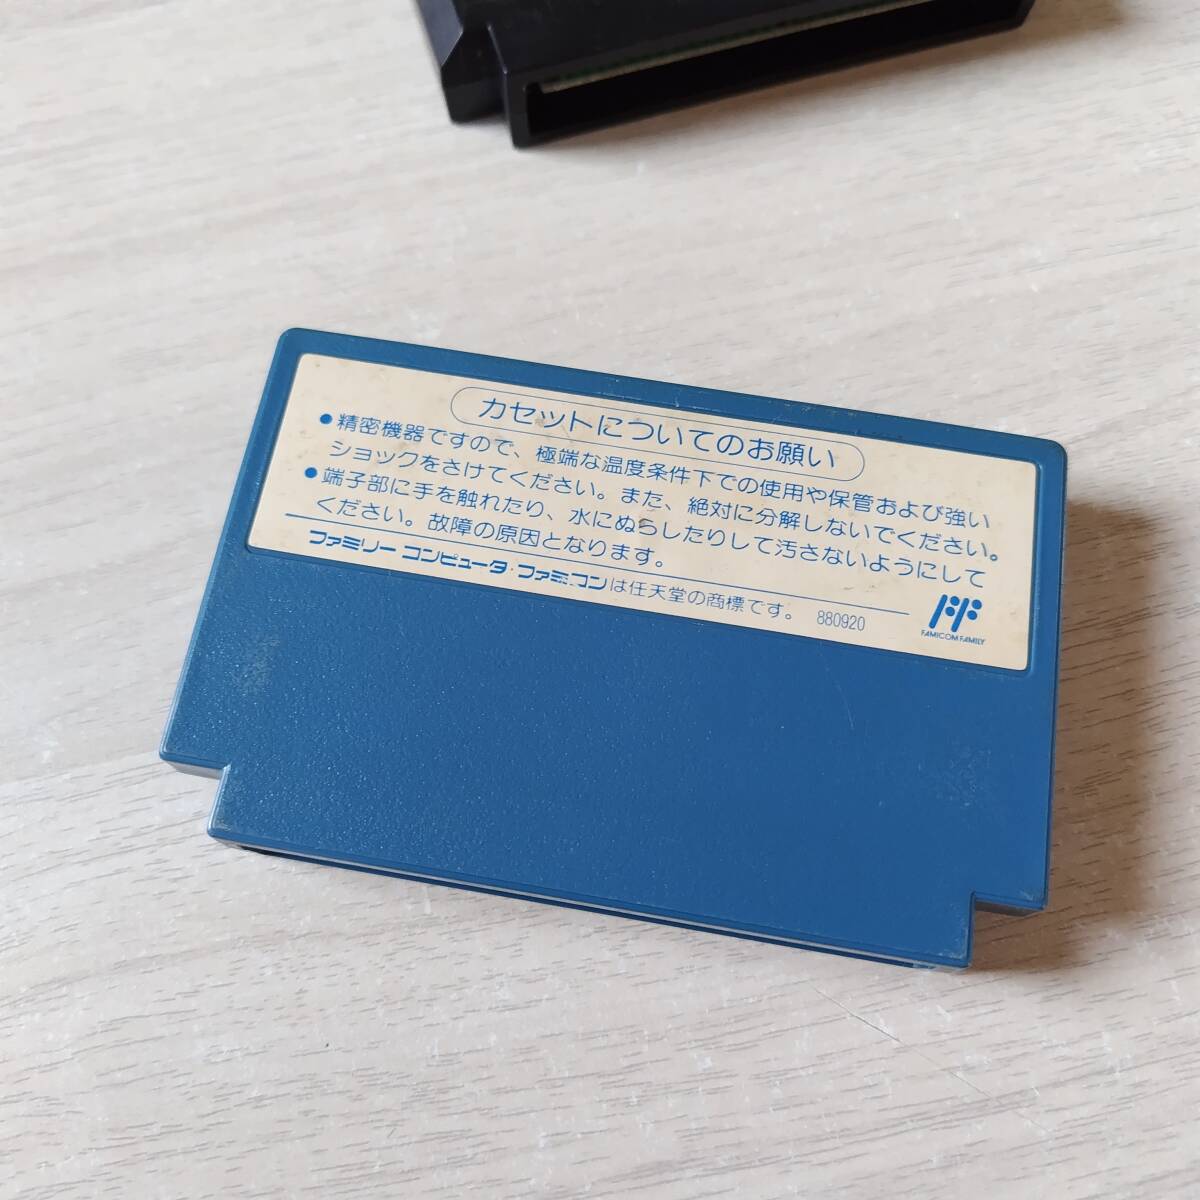 カセットについてのお願い
●精密機器ですので、極端な温度条件下での使用や保管および強い
ショックをさけてください。また、絶対に分解しないでください。
●端子部に手を触れたり、水にぬらしたりして汚さないようにして
ください。故障の原因となります。
ファミリーコンピュータ・ファミコンは任天堂の商標です。 880920
FAMICOM FAMILY